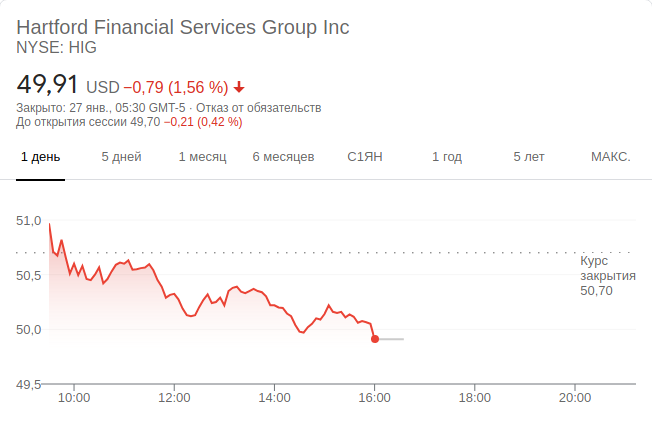 Hartford Financial Services Group Inc
NYSE: HIG
49,91 USD −0,79 (1,56 %)
Закрыто: 27 янв., 05:30 GMT-5 · Отказ от обязательств
До открытия сессии 49,70 −0,21 (0,42 %)
1 день 5 дней 1 месяц 6 месяцев С1ЯН 1 год 5 лет МАКС.
51,0
Курс
закрытия
50,70
50,5
50,0
49,5
10:00 12:00 14:00 16:00 18:00 20:00